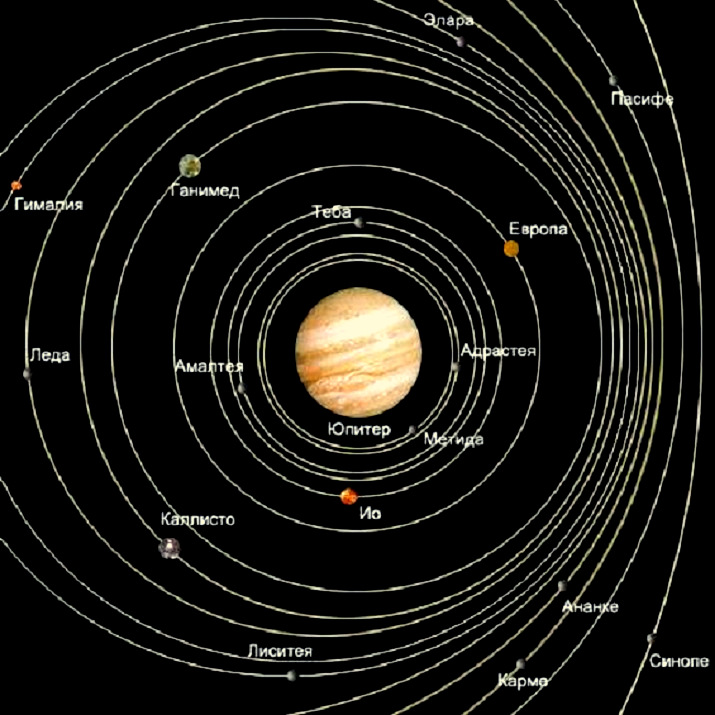 Элара
Пасифе
Ганимед
Гималия
Теба
Европа
Леда
Амалтея
Адрастея
Юпитер
Метида
Ио
Каллисто
Ананке
Лиситея
Синопе
Карме